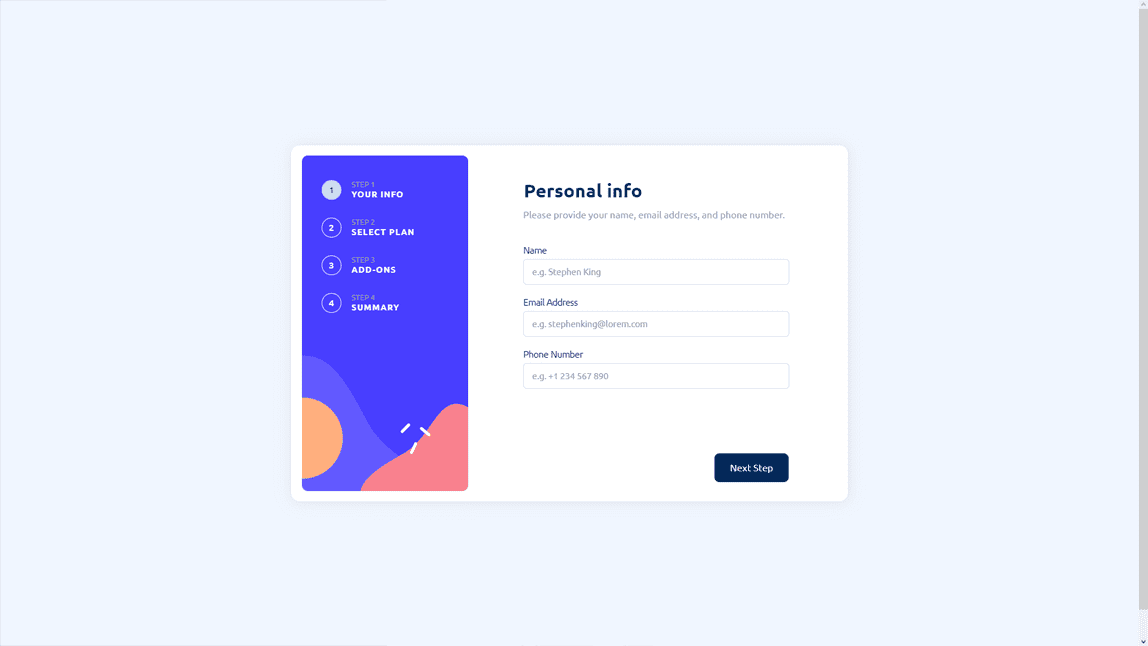 1
STEP 1
YOUR INFO
2
STEP 2
SELECT PLAN
3
STEP 3
ADD-ONS
4
STEP 4
SUMMARY
Personal info
Please provide your name, email address, and phone number.
Name
e.g. Stephen King
Email Address
e.g. stephenking@lorem.com
Phone Number
e.g. +1 234 567 890
Next Step